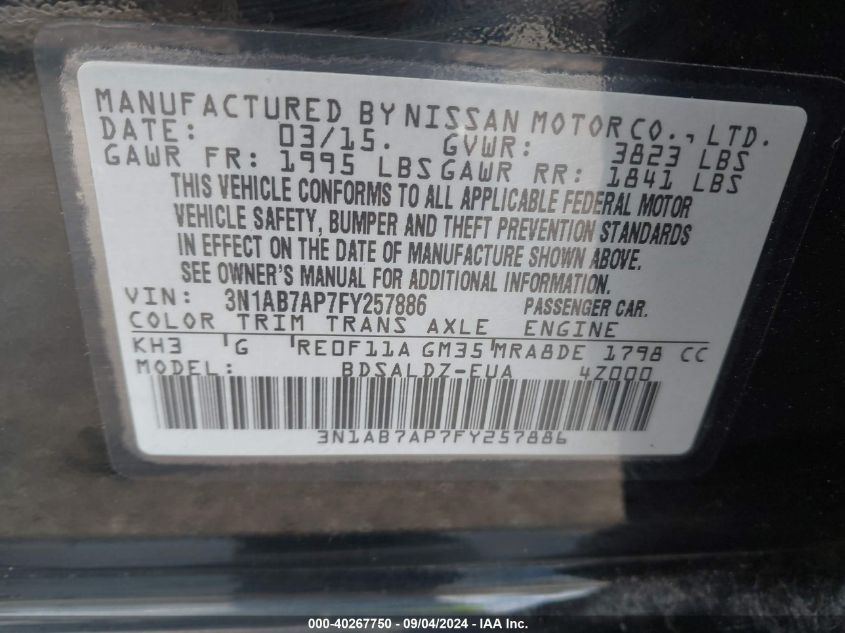 MANUFACTURED BY NISSAN MOTOR CO., LTD.
DATE: 03/15. GVWR: 3823 LBS
GAWR FR: 1995 LBS GAWR RR: 1841 LBS
THIS VEHICLE CONFORMS TO ALL APPLICABLE FEDERAL MOTOR
VEHICLE SAFETY, BUMPER AND THEFT PREVENTION STANDARDS
IN EFFECT ON THE DATE OF MANUFACTURE SHOWN ABOVE.
SEE OWNER'S MANUAL FOR ADDITIONAL INFORMATION.
VIN: 3N1AB7AP7FY257886 PASSENGER CAR.
COLOR TRIM TRANS AXLE ENGINE
KH3 G RE0F11A GM35 MRA8DE 1798 CC
MODEL: BDSALDZ-EUA 4Z000
3N1AB7AP7FY257886
000-40267750 - 09/04/2024 - IAA Inc.